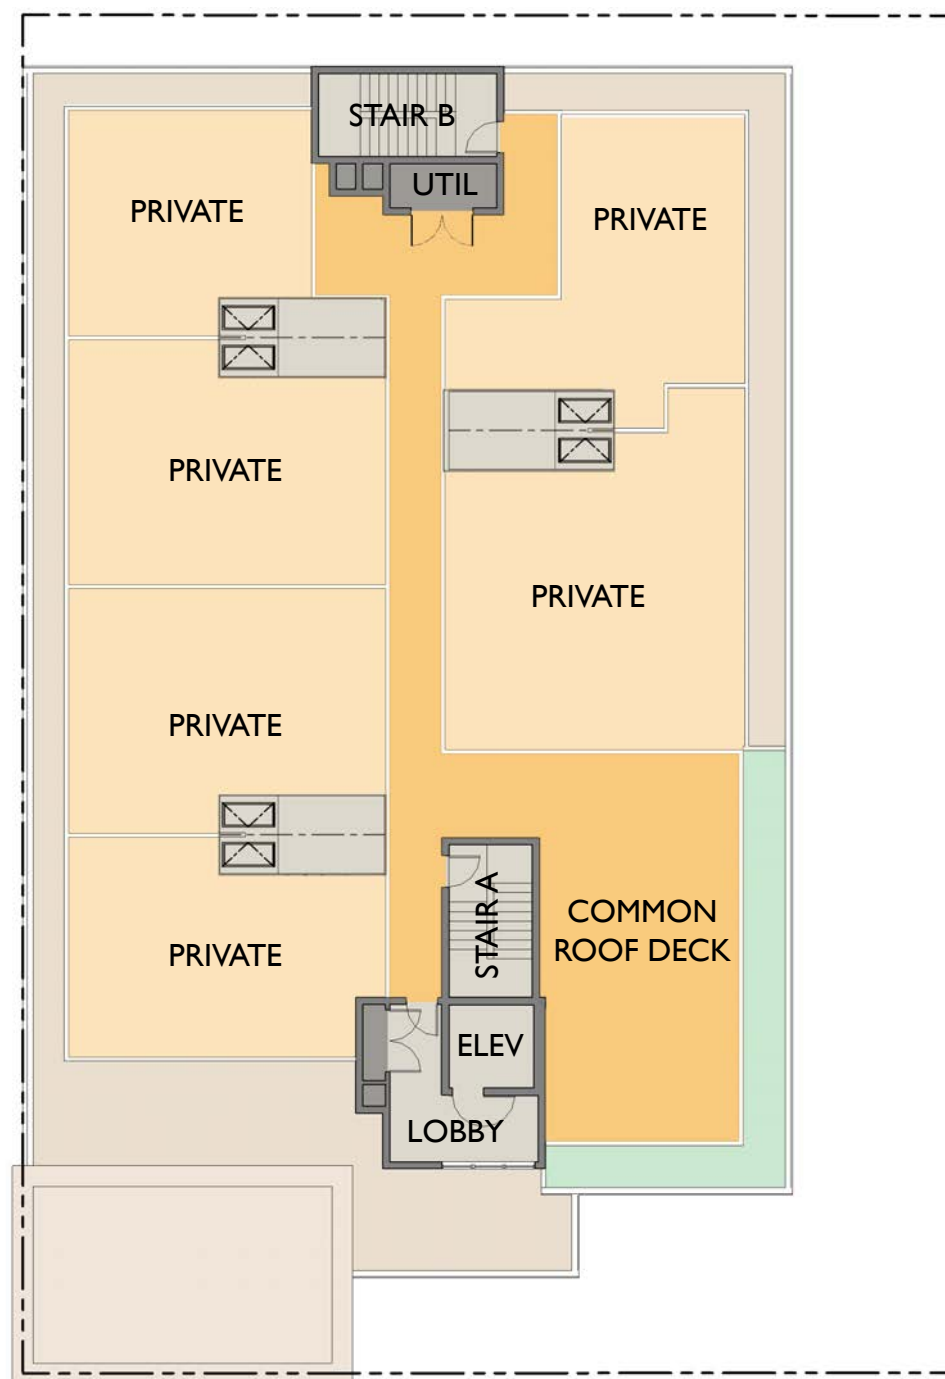 STAIR B
UTIL
PRIVATE
PRIVATE
PRIVATE
PRIVATE
PRIVATE
STAIR A
COMMON
ROOF DECK
PRIVATE
ELEV
LOBBY